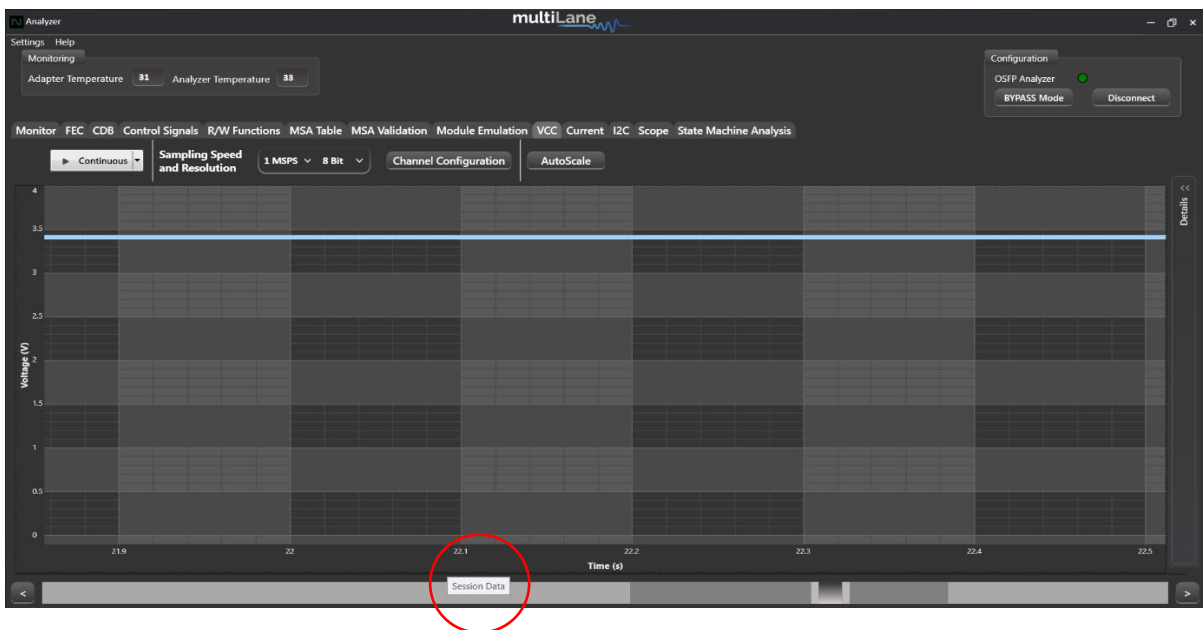 Analyzer
multiLane
Settings Help
Monitoring
Adapter Temperature 31 Analyzer Temperature 33
Configuration
OSFP Analyzer
BYPASS Mode Disconnect
Monitor FEC CDB Control Signals R/W Functions MSA Table MSA Validation Module Emulation VCC Current I2C Scope State Machine Analysis
Continuous
Sampling Speed
and Resolution
1 MSPS 8 Bit
Channel Configuration
AutoScale
<< Details
4
3.5
3
2.5
2
1.5
1
0.5
0
Voltage (V)
21.9 22 22.1 22.2 22.3 22.4 22.5
Time (s)
< Session Data >